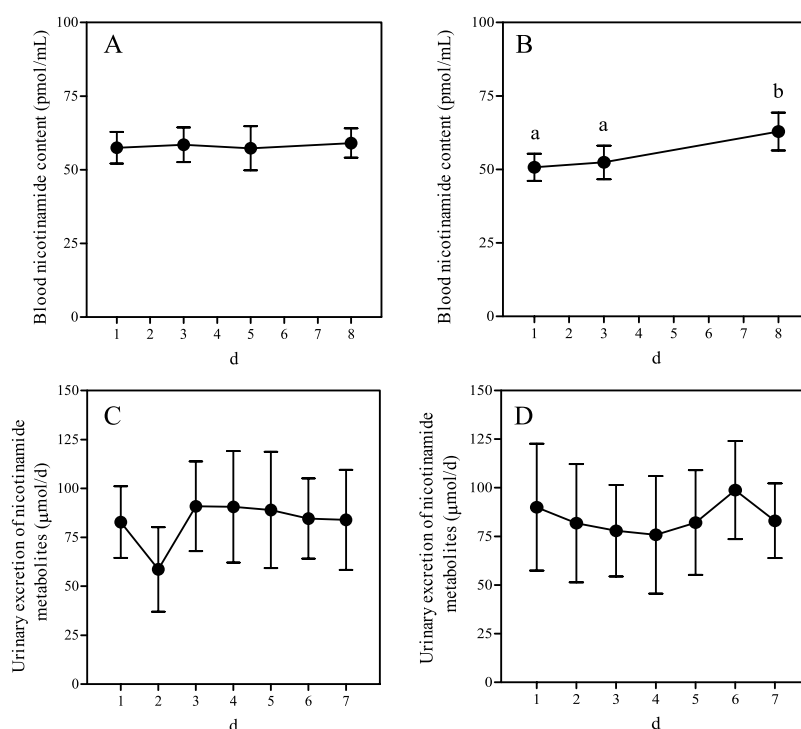 A
Blood nicotinamide content (pmol/mL)
100
75
50
25
0
1 2 3 4 5 6 7 8
d
B
Blood nicotinamide content (pmol/mL)
100
75
50
25
0
a a b
1 2 3 4 5 6 7 8
d
C
Urinary excretion of nicotinamide
metabolites (μmol/d)
150
125
100
75
50
25
0
1 2 3 4 5 6 7
d
D
Urinary excretion of nicotinamide
metabolites (μmol/d)
150
125
100
75
50
25
0
1 2 3 4 5 6 7
d